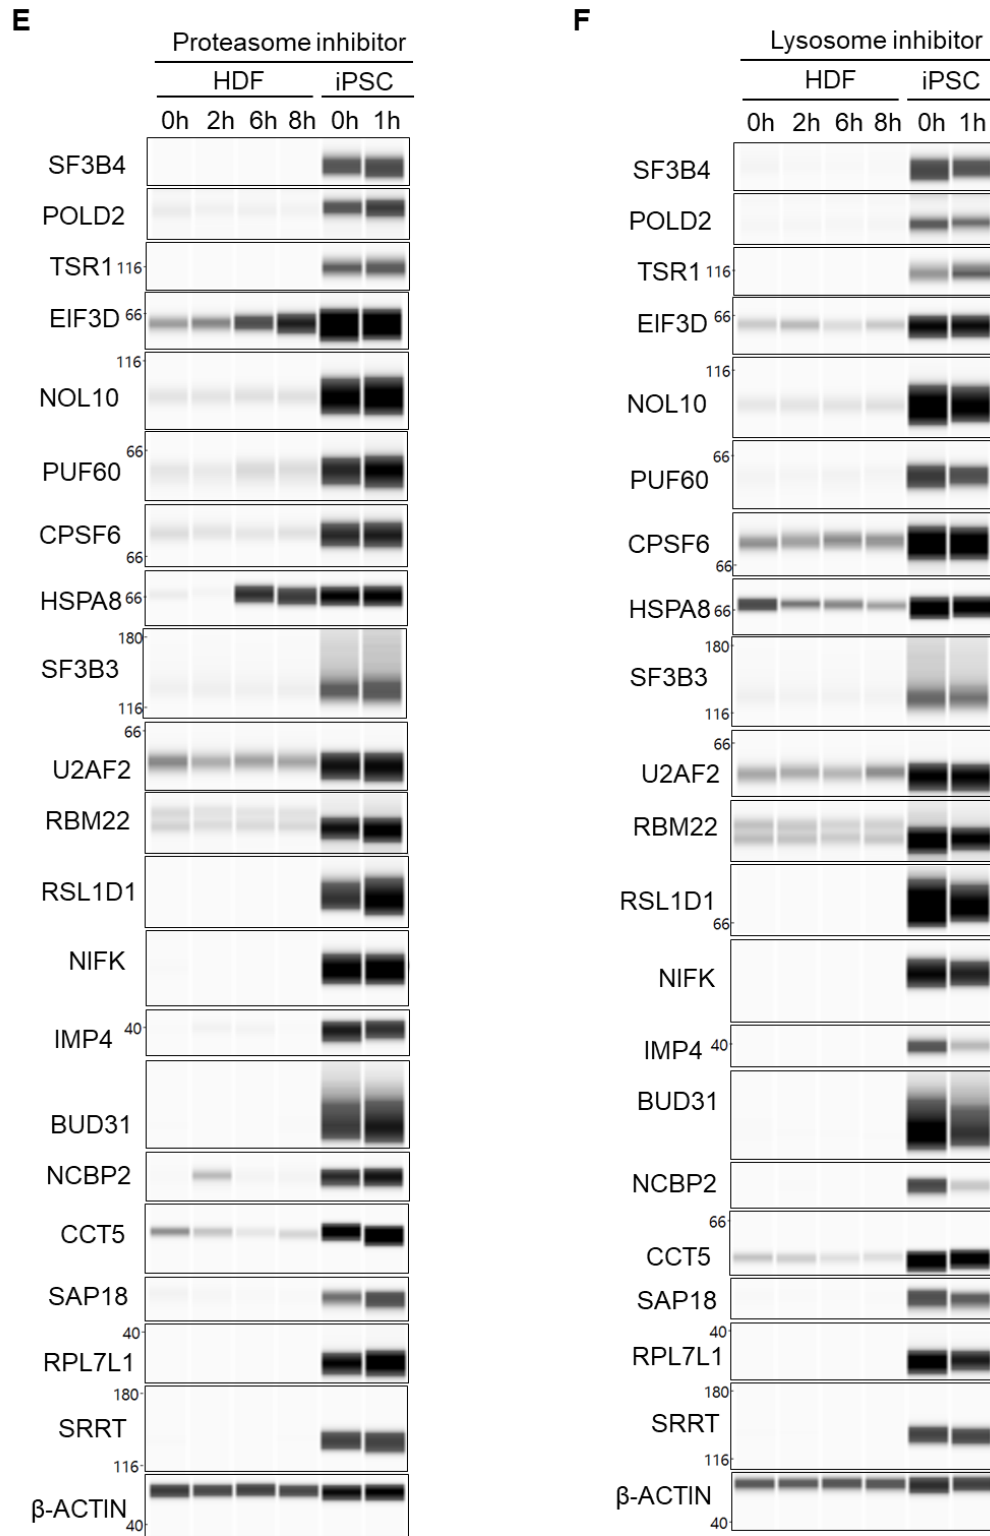 E
Proteasome inhibitor
HDF iPSC
0h 2h 6h 8h 0h 1h
SF3B4
POLD2
TSR1 116
EIF3D 66
116
NOL10
66
PUF60
CPSF6
66
HSPA8 66
180
SF3B3
116
66
U2AF2
RBM22
RSL1D1
NIFK
IMP4 40
BUD31
NCBP2
CCT5
SAP18
40
RPL7L1
180
SRRT
116
β-ACTIN
40
F
Lysosome inhibitor
HDF iPSC
0h 2h 6h 8h 0h 1h
SF3B4
POLD2
TSR1 116
EIF3D 66
116
NOL10
66
PUF60
CPSF6
66
HSPA8 66
180
SF3B3
116
66
U2AF2
RBM22
RSL1D1
66
NIFK
IMP4 40
BUD31
NCBP2
66
CCT5
SAP18
40
RPL7L1
180
SRRT
116
β-ACTIN
40